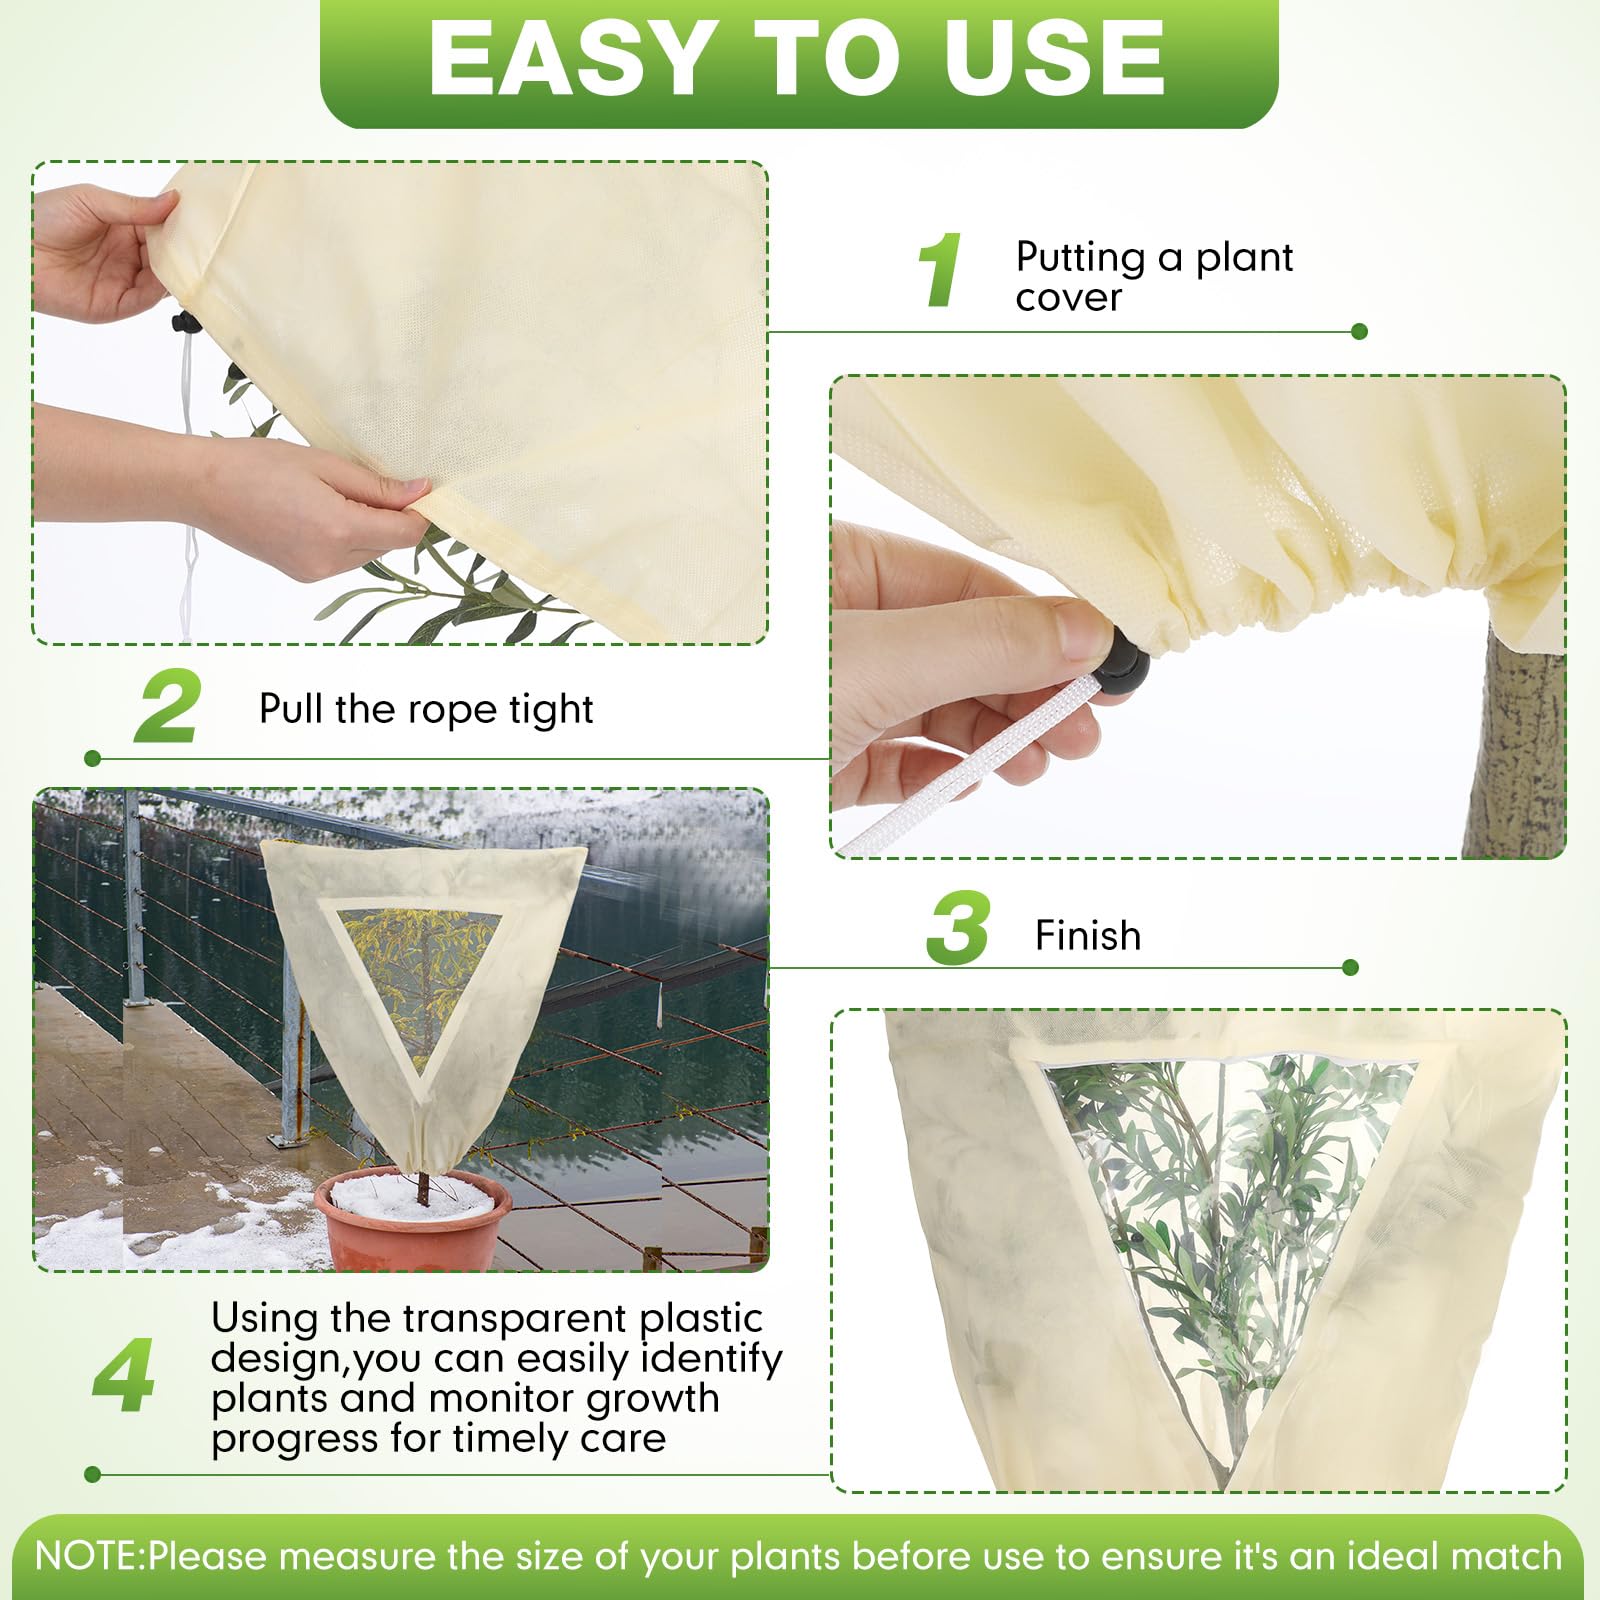 EASY TO USE
1
Putting a plant
cover
2
Pull the rope tight
3
Finish
4
Using the transparent plastic
design,you can easily identify
plants and monitor growth
progress for timely care
NOTE:Please measure the size of your plants before use to ensure it's an ideal match